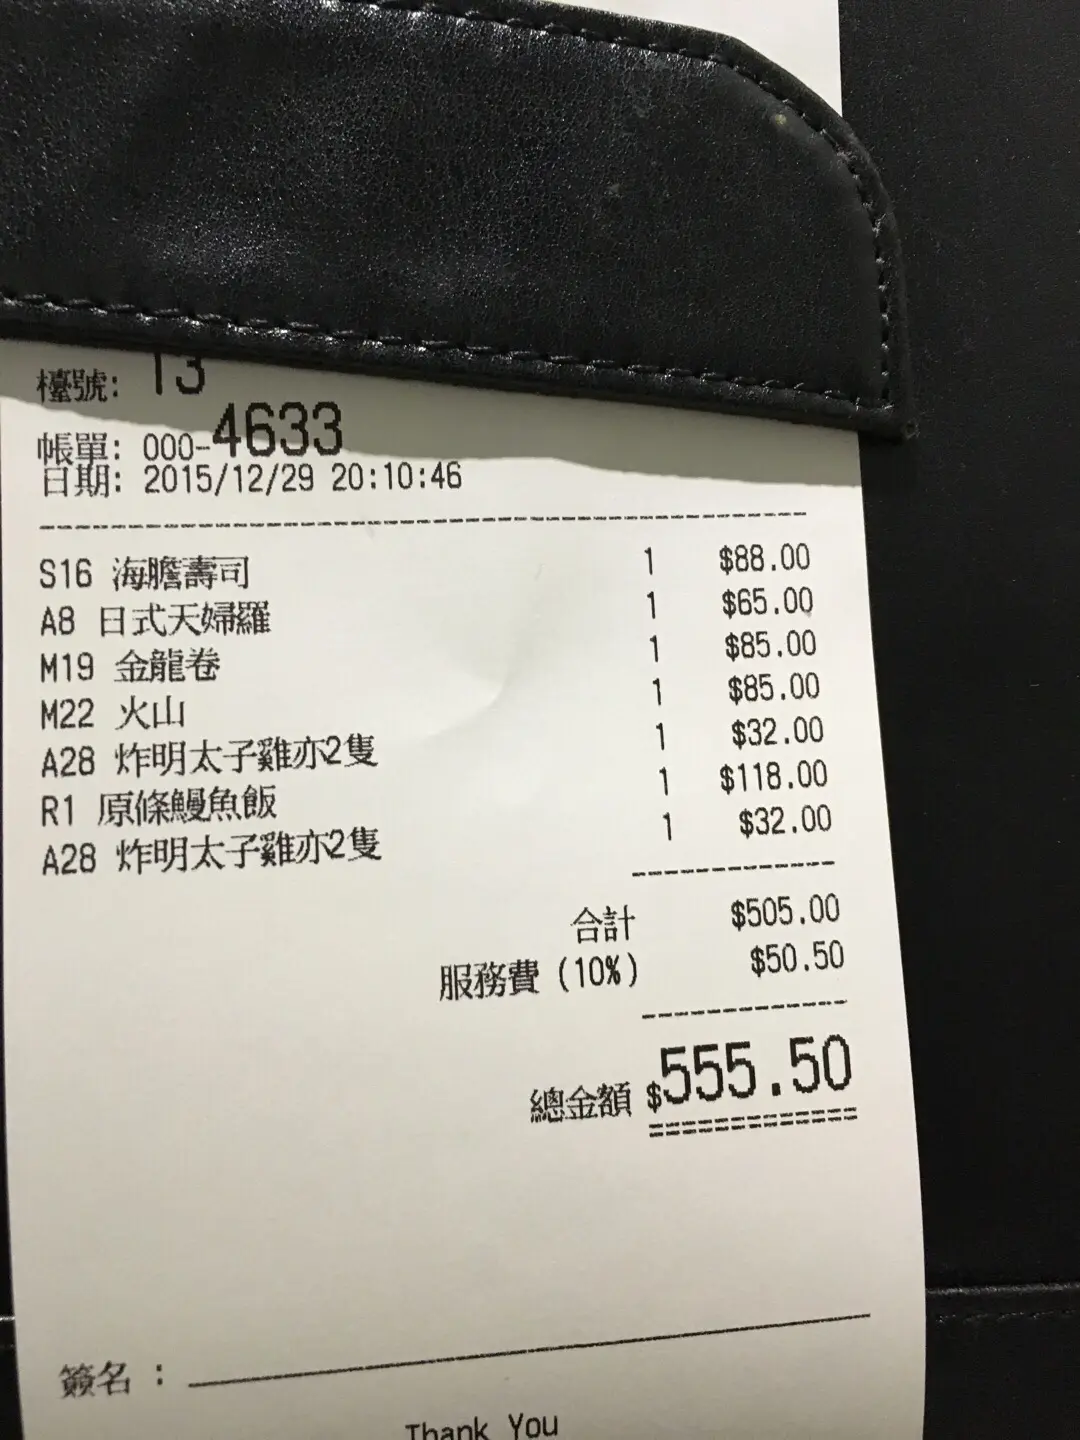 檯號: 13
帳單: 000-4633
日期: 2015/12/29 20:10:46
S16 海膽壽司 1 $88.00
A8 日式天婦羅 1 $65.00
M19 金龍卷 1 $85.00
M22 火山 1 $85.00
A28 炸明太子雞亦2隻 1 $32.00
R1 原條鰻魚飯 1 $118.00
A28 炸明太子雞亦2隻 1 $32.00
合計 $505.00
服務費 (10%) $50.50
總金額 $555.50
簽名 :
Thank You